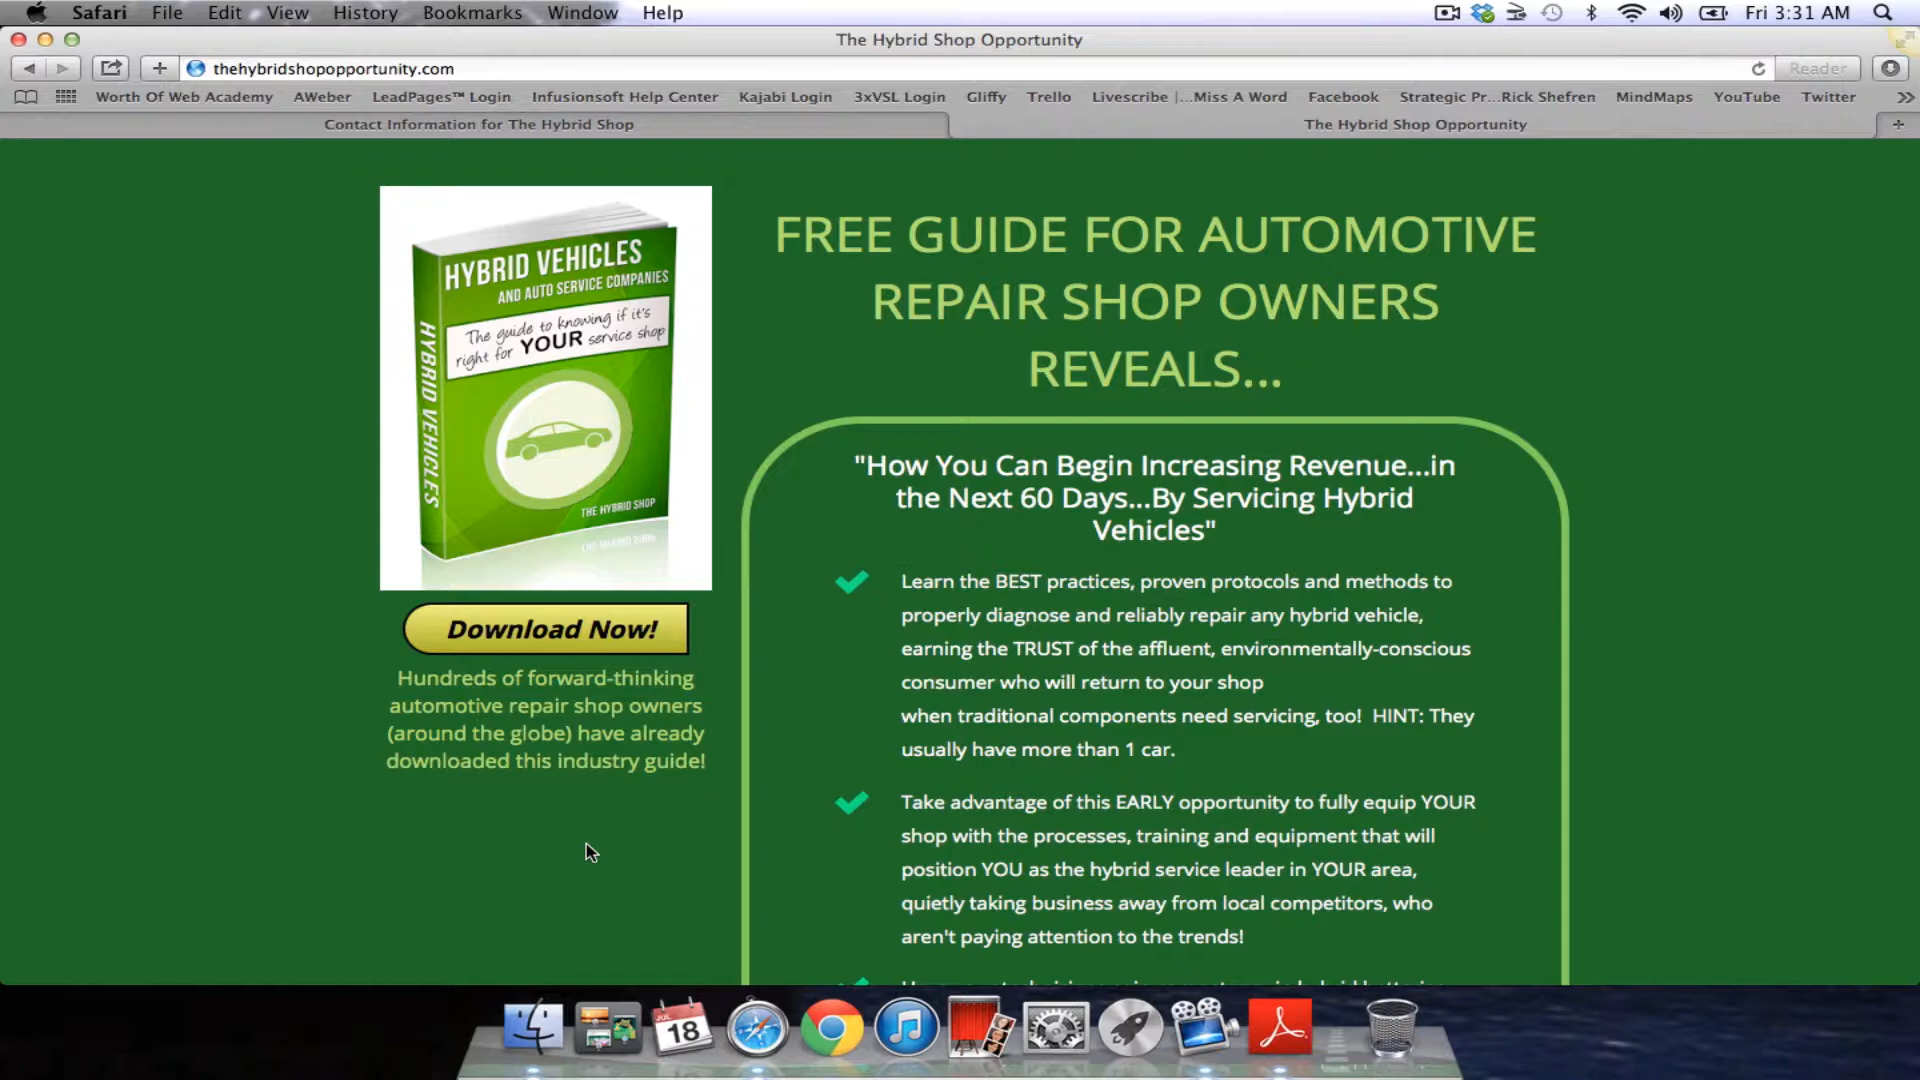 Safari File Edit View History Bookmarks Window Help Fri 3:31 AM
The Hybrid Shop Opportunity
thehybridshopopportunity.com Reader
Worth Of Web Academy AWeber LeadPages™ Login Infusionsoft Help Center Kajabi Login 3xVSL Login Gliffy Trello Livescribe |...Miss A Word Facebook Strategic Pr...Rick Shefren MindMaps YouTube Twitter
Contact Information for The Hybrid Shop The Hybrid Shop Opportunity
HYBRID VEHICLES
AND AUTO SERVICE COMPANIES
The guide to knowing if it's
right for YOUR service shop
HYBRID VEHICLES
THE HYBRID SHOP
Download Now!
Hundreds of forward-thinking
automotive repair shop owners
(around the globe) have already
downloaded this industry guide!
FREE GUIDE FOR AUTOMOTIVE
REPAIR SHOP OWNERS
REVEALS...
"How You Can Begin Increasing Revenue...in
the Next 60 Days...By Servicing Hybrid
Vehicles"
Learn the BEST practices, proven protocols and methods to
properly diagnose and reliably repair any hybrid vehicle,
earning the TRUST of the affluent, environmentally-conscious
consumer who will return to your shop
when traditional components need servicing, too! HINT: They
usually have more than 1 car.
Take advantage of this EARLY opportunity to fully equip YOUR
shop with the processes, training and equipment that will
position YOU as the hybrid service leader in YOUR area,
quietly taking business away from local competitors, who
aren't paying attention to the trends!
JUL
18